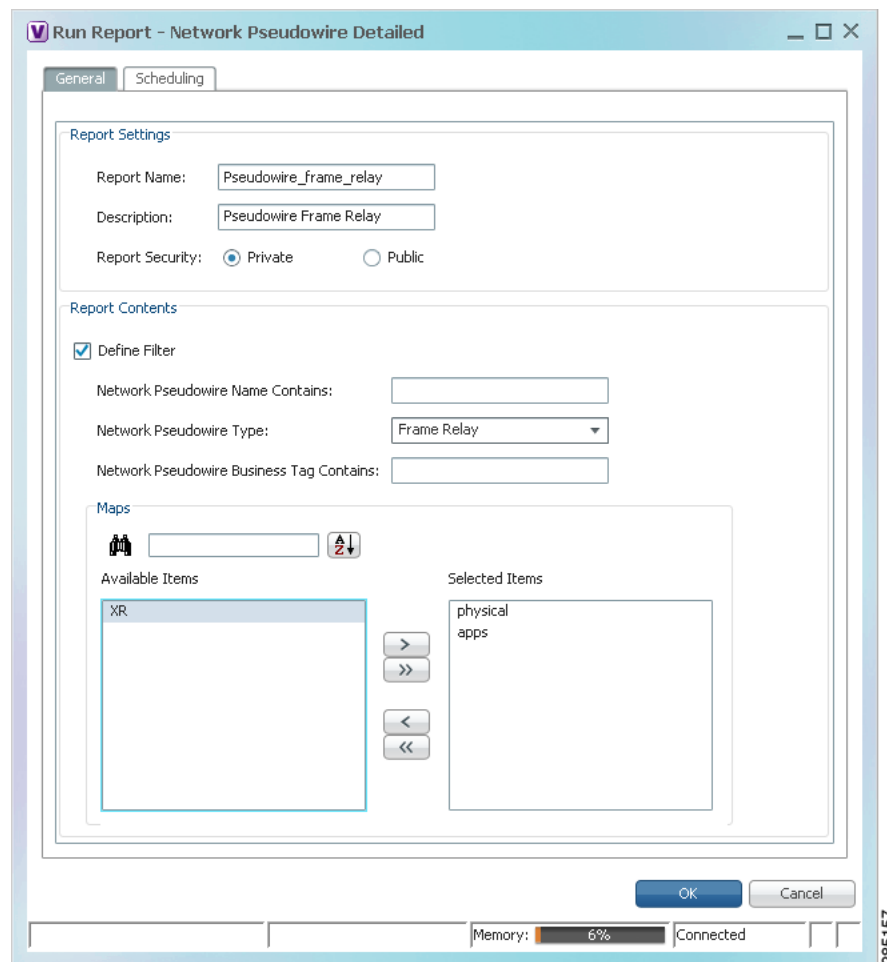 V Run Report - Network Pseudowire Detailed
General Scheduling
Report Settings
Report Name: Pseudowire_frame_relay
Description: Pseudowire Frame Relay
Report Security: Private Public
Report Contents
Define Filter
Network Pseudowire Name Contains:
Network Pseudowire Type: Frame Relay
Network Pseudowire Business Tag Contains:
Maps
A Z
Available Items Selected Items
XR physical
apps
>
>>
<
<<
OK Cancel
Memory: 6% Connected